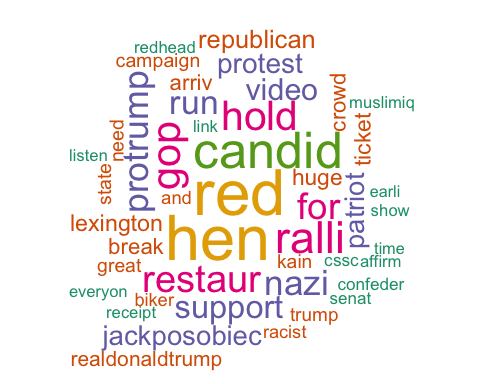 redhead republican
campaign protest
arriv video
run hold crowd muslimiq
link
protrump need gop candid ticket
listen
state and red huge patriot earli
for show
lexington hen ralli
break time
great kain cssc affirm
restaur nazi confeder
everyon biker support senat
receipt trump
jackposobiec racist
realdonaldtrump